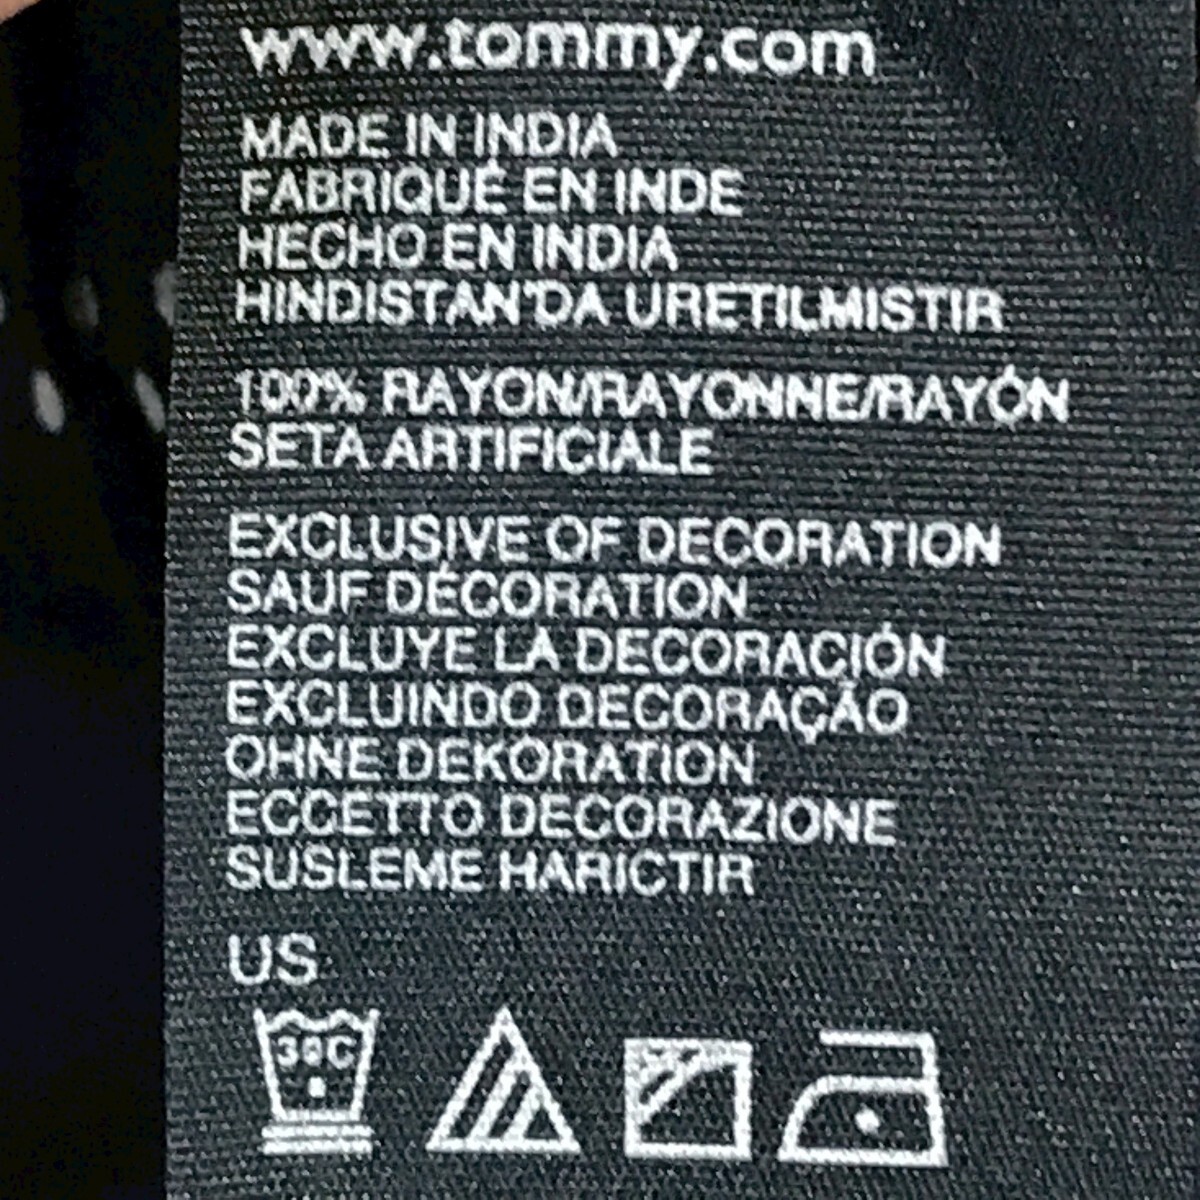 www.tommy.com
MADE IN INDIA
FABRIQUÉ EN INDE
HECHO EN INDIA
HINDISTAN'DA URETILMISTIR
100% RAYON/RAYONNE/RAYÓN
SETA ARTIFICIALE
EXCLUSIVE OF DECORATION
SAUF DÉCORATION
EXCLUYE LA DECORACIÓN
EXCLUINDO DECORAÇÃO
OHNE DEKORATION
ECCETTO DECORAZIONE
SUSLEME HARICTIR
US
30C